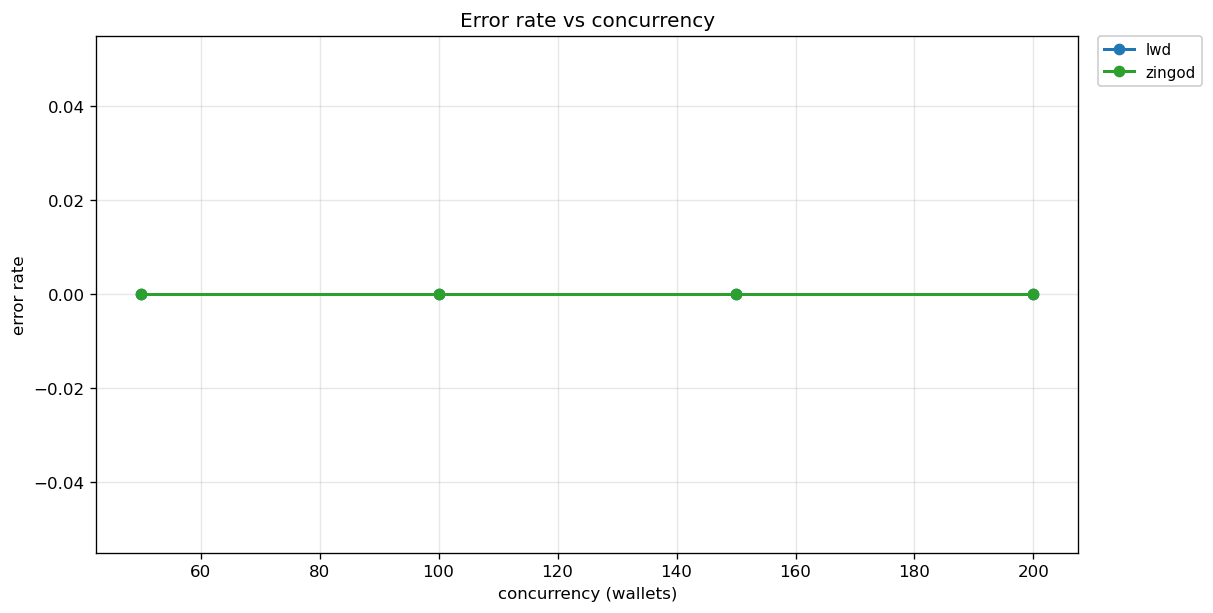 Error rate vs concurrency
lwd
zingod
error rate
0.04
0.02
0.00
−0.02
−0.04
60 80 100 120 140 160 180 200
concurrency (wallets)